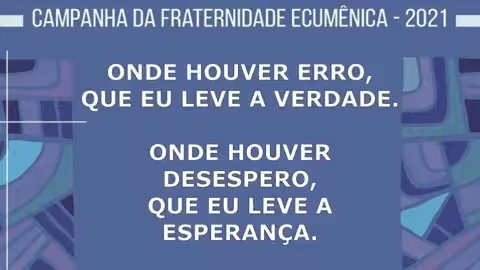 CAMPANHA DA FRATERNIDADE ECUMÊNICA - 2021
ONDE HOUVER ERRO,
QUE EU LEVE A VERDADE.
ONDE HOUVER
DESESPERO,
QUE EU LEVE A
ESPERANÇA.